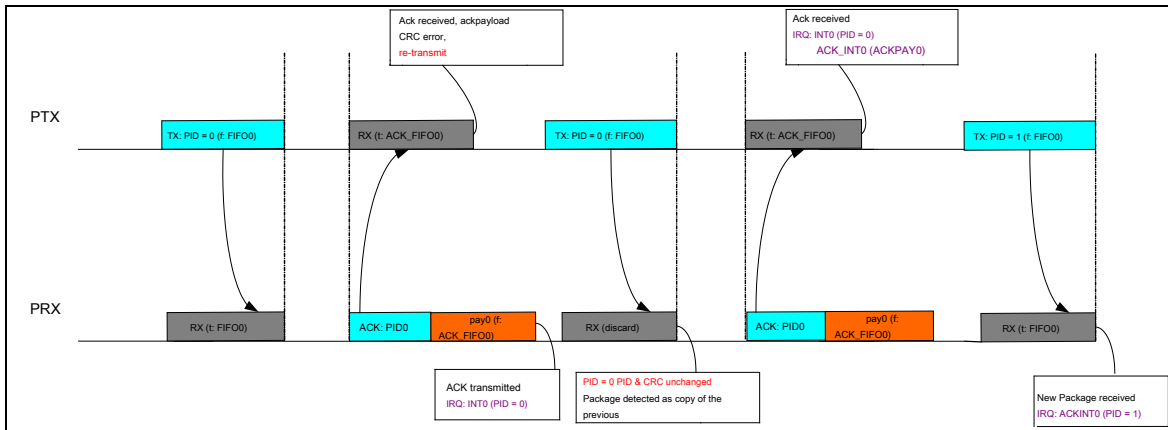 Ack received, ackpayload
CRC error,
re-transmit
Ack received
IRQ: INT0 (PID = 0)
ACK_INT0 (ACKPAY0)
PTX
TX: PID = 0 (f: FIFO0)
RX (t: ACK_FIFO0)
TX: PID = 0 (f: FIFO0)
RX (t: ACK_FIFO0)
TX: PID = 1 (f: FIFO0)
PRX
RX (t: FIFO0)
ACK: PID0
pay0 (f:
ACK_FIFO0)
RX (discard)
ACK: PID0
pay0 (f:
ACK_FIFO0)
RX (t: FIFO0)
ACK transmitted
IRQ: INT0 (PID = 0)
PID = 0 PID & CRC unchanged
Package detected as copy of the
previous
New Package received
IRQ: ACKINT0 (PID = 1)